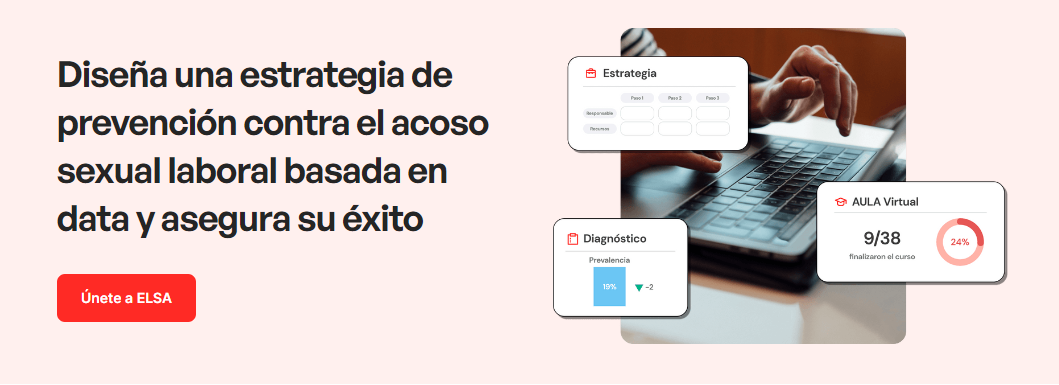 Diseña una estrategia de
prevención contra el acoso
sexual laboral basada en
data y asegura su éxito
Únete a ELSA
Estrategia
Paso 1 Paso 2 Paso 3
Responsable
Recursos
AULA Virtual
9/38
finalizaron el curso
24%
Diagnóstico
Prevalencia
19%
-2